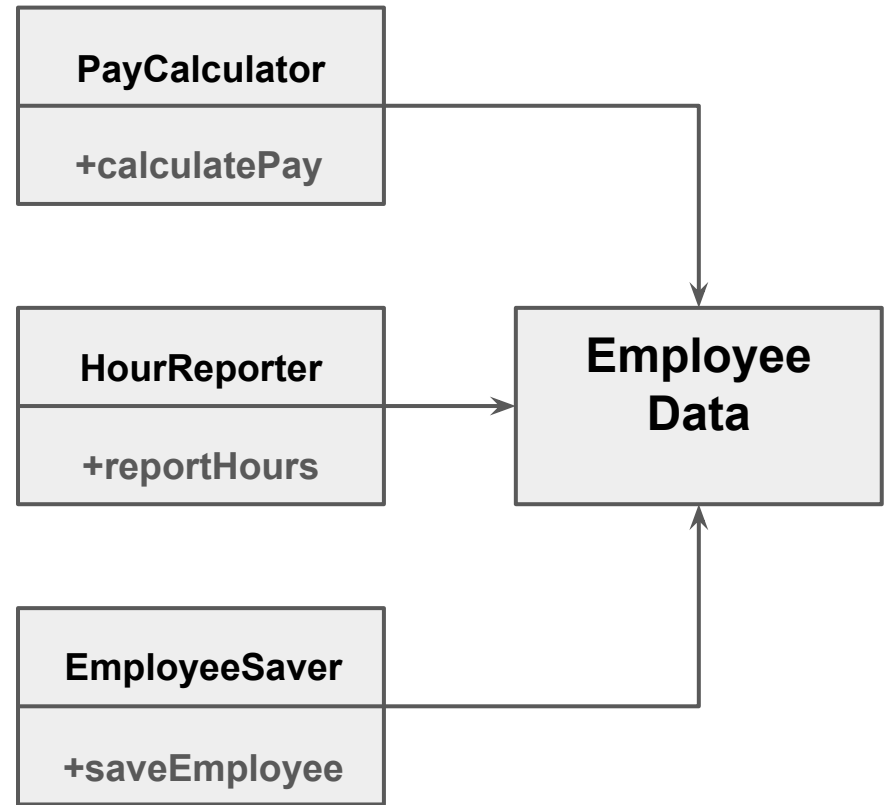 PayCalculator
+calculatePay
HourReporter
+reportHours
Employee
Data
EmployeeSaver
+saveEmployee